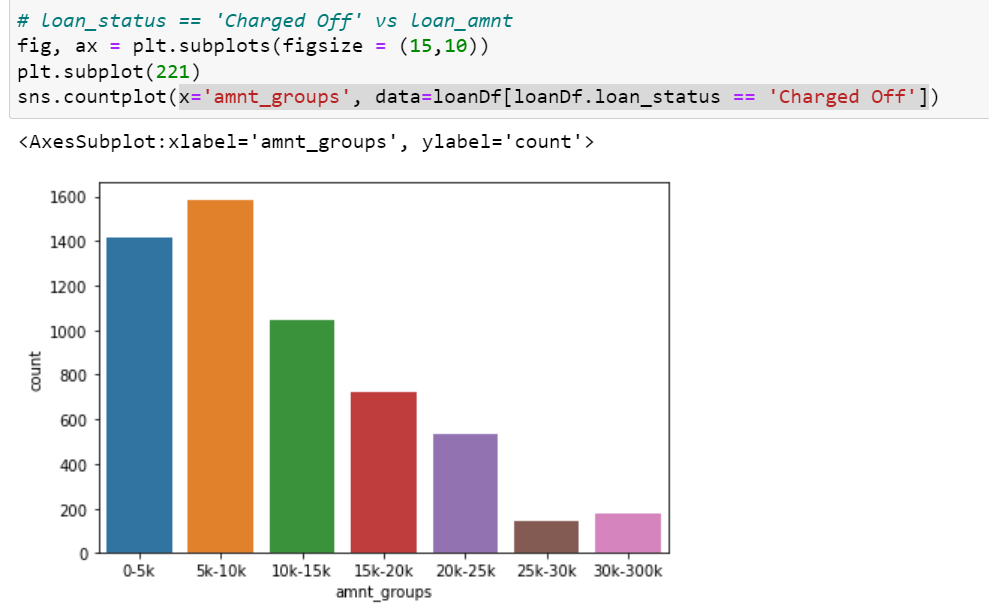 # loan_status == 'Charged Off' vs loan_amnt
fig, ax = plt.subplots(figsize = (15,10))
plt.subplot(221)
sns.countplot(x='amnt_groups', data=loanDf[loanDf.loan_status == 'Charged Off'])
<AxesSubplot:xlabel='amnt_groups', ylabel='count'>
1600
1400
1200
1000
800
600
400
200
0
count
0-5k 5k-10k 10k-15k 15k-20k 20k-25k 25k-30k 30k-300k
amnt_groups